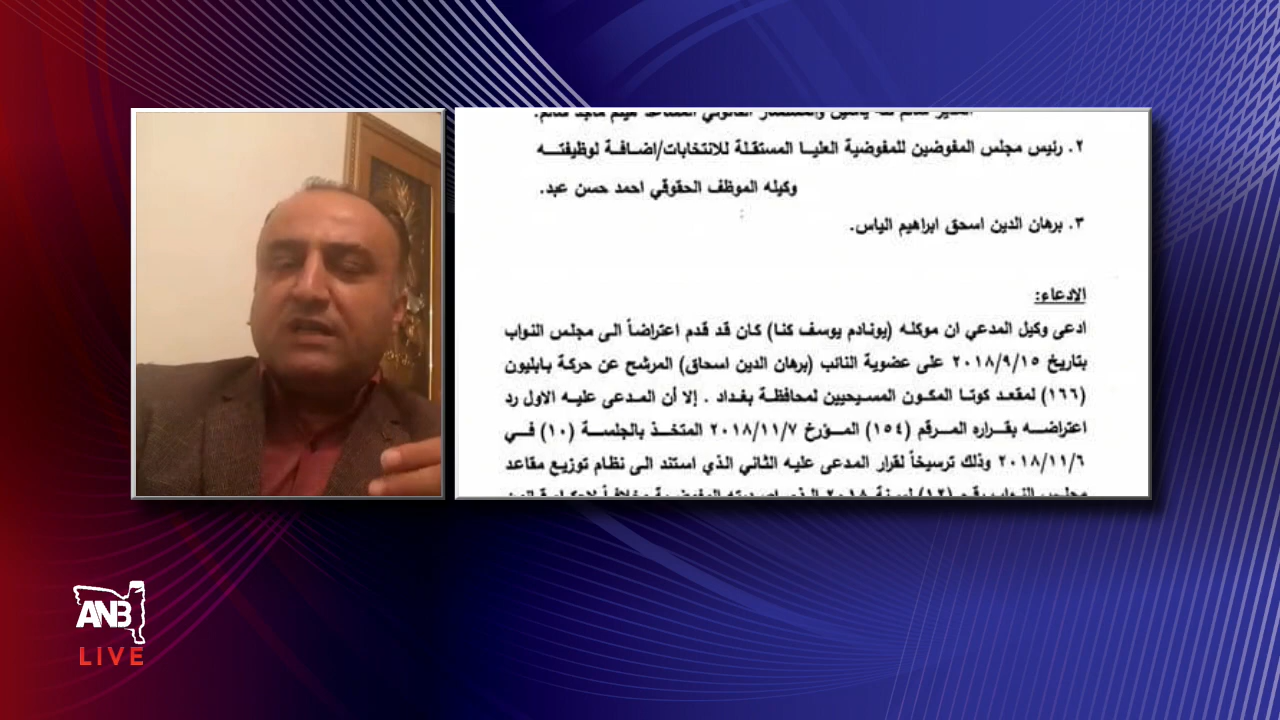 ٢. رئيس مجلس المفوضين للمفوضية العليا المستقلة للانتخابات/اضافة لوظيفته
وكيله الموظف الحقوقي احمد حسن عبد.
٣. برهان الدين اسحق ابراهيم الياس.
الادعاء:
ادعى وكيل المدعي ان موكله (يونادم يوسف كنا) كان قد قدم اعتراضاً الى مجلس النواب
بتاريخ ٢٠١٨/٩/١٥ على عضوية النائب (برهان الدين اسحاق) المرشح عن حركة بابليون
(١٦٦) لمقعد كوتا المكون المسيحيين لمحافظة بغداد . إلا أن المدعى عليه الاول رد
اعتراضه بقراره المرقم (١٥٤) المؤرخ ٢٠١٨/١١/٧ المتخذ بالجلسة (١٠) في
٢٠١٨/١١/٦ وذلك ترسيخاً لقرار المدعى عليه الثاني الذي استند الى نظام توزيع مقاعد
ANB
LIVE